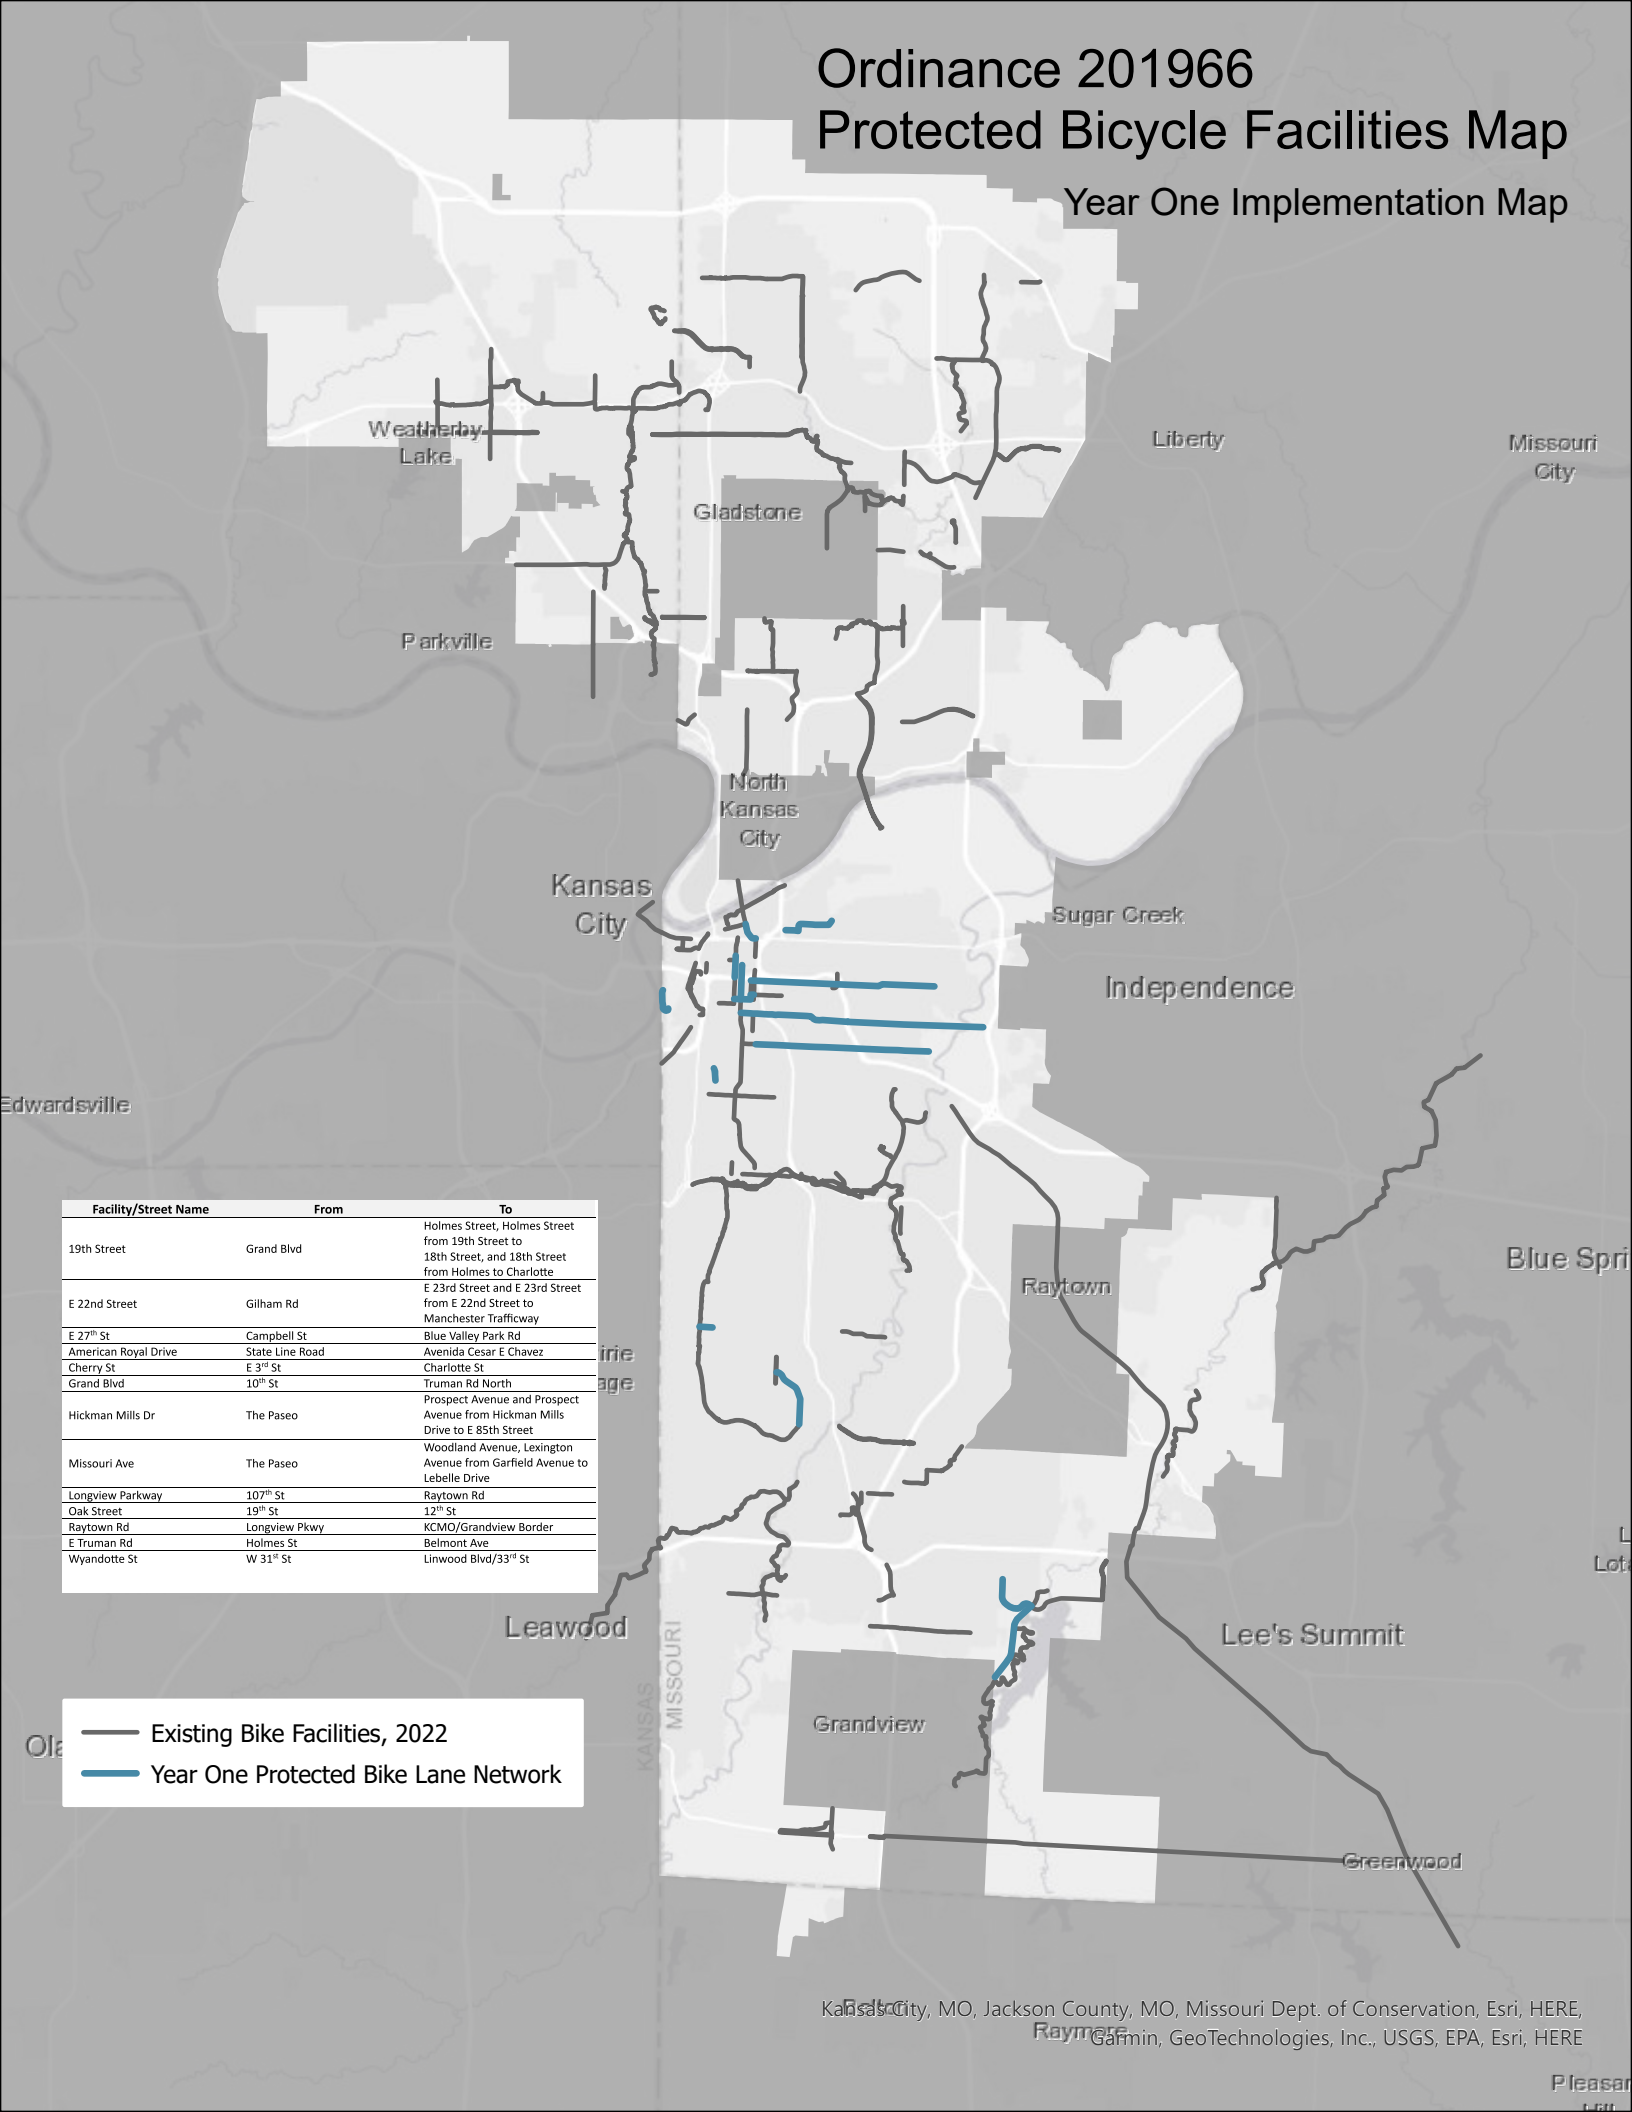 Ordinance 201966
Protected Bicycle Facilities Map
Year One Implementation Map
Weatherby
Lake
Liberty
Missouri
City
Gladstone
Parkville
North
Kansas
City
Kansas
City
Sugar Creek
Independence
Edwardsville
Facility/Street Name From To
19th Street Grand Blvd Holmes Street, Holmes Street
from 19th Street to
18th Street, and 18th Street
from Holmes to Charlotte
E 22nd Street Gilham Rd E 23rd Street and E 23rd Street
from E 22nd Street to
Manchester Trafficway
E 27th St Campbell St Blue Valley Park Rd
American Royal Drive State Line Road Avenida Cesar E Chavez
Cherry St E 3rd St Charlotte St
Grand Blvd 10th St Truman Rd North
Hickman Mills Dr The Paseo Prospect Avenue and Prospect
Avenue from Hickman Mills
Drive to E 85th Street
Missouri Ave The Paseo Woodland Avenue, Lexington
Avenue from Garfield Avenue to
Lebelle Drive
Longview Parkway 107th St Raytown Rd
Oak Street 19th St 12th St
Raytown Rd Longview Pkwy KCMO/Grandview Border
E Truman Rd Holmes St Belmont Ave
Wyandotte St W 31st St Linwood Blvd/33rd St
irie
age
Blue Spri
Raytown
L
Lot
Leawood
Lee's Summit
KANSAS
MISSOURI
Grandview
Ola
Existing Bike Facilities, 2022
Year One Protected Bike Lane Network
Greenwood
Kansas City, MO, Jackson County, MO, Missouri Dept. of Conservation, Esri, HERE,
Garmin, GeoTechnologies, Inc., USGS, EPA, Esri, HERE
Raymore
Pleasan